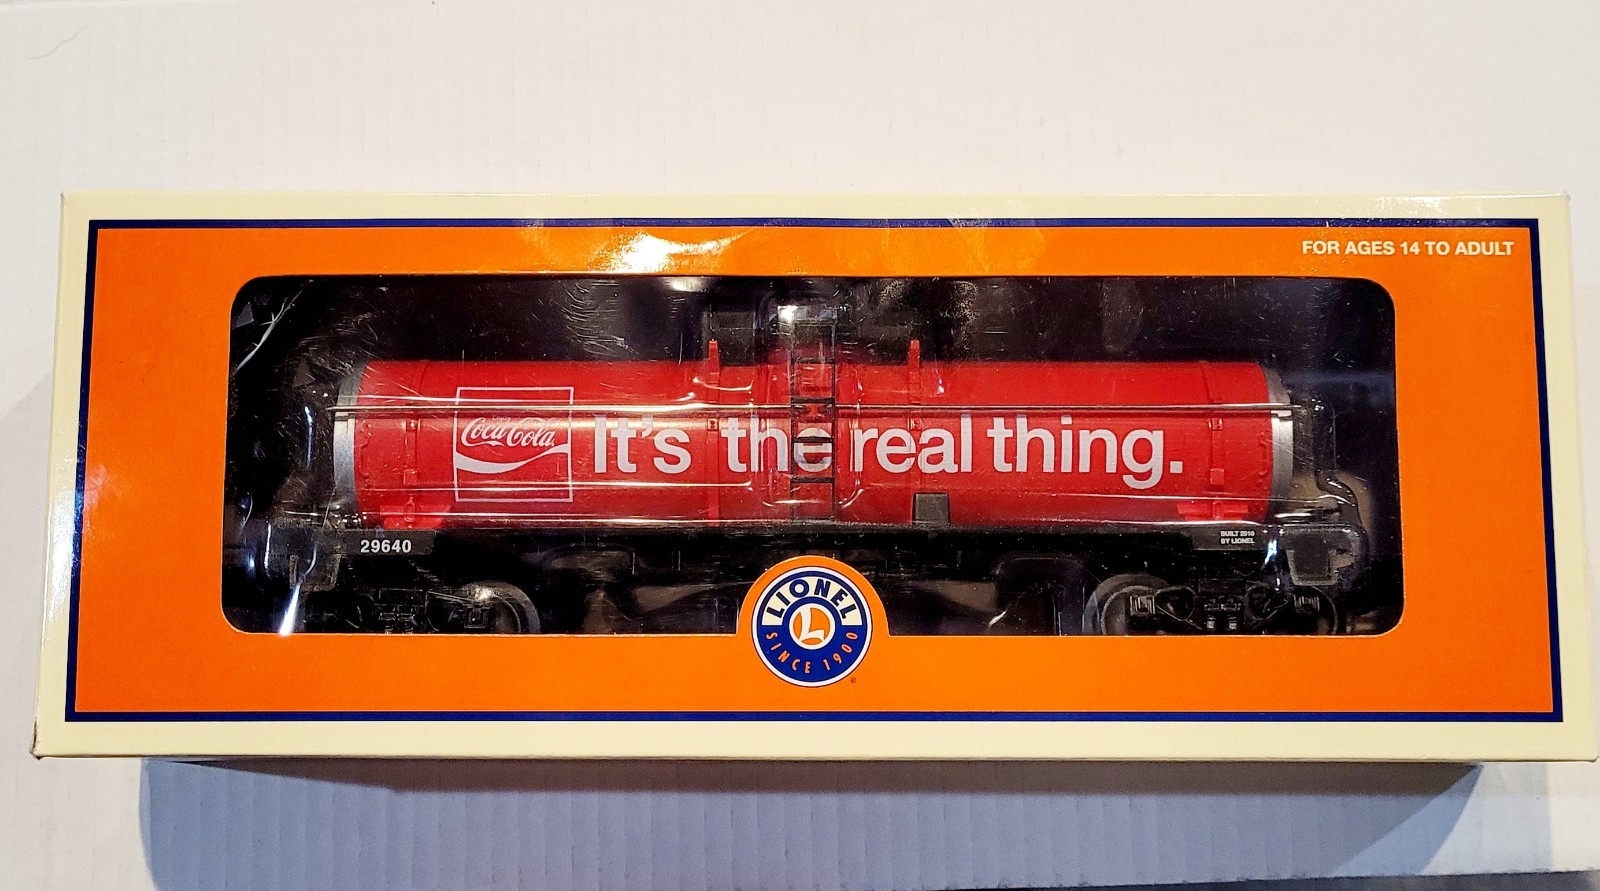 FOR AGES 14 TO ADULT
Enjoy
Coca-Cola
It's the real thing.
29640
BUILT 2010
BY LIONEL
LIONEL
L
SINCE 1900